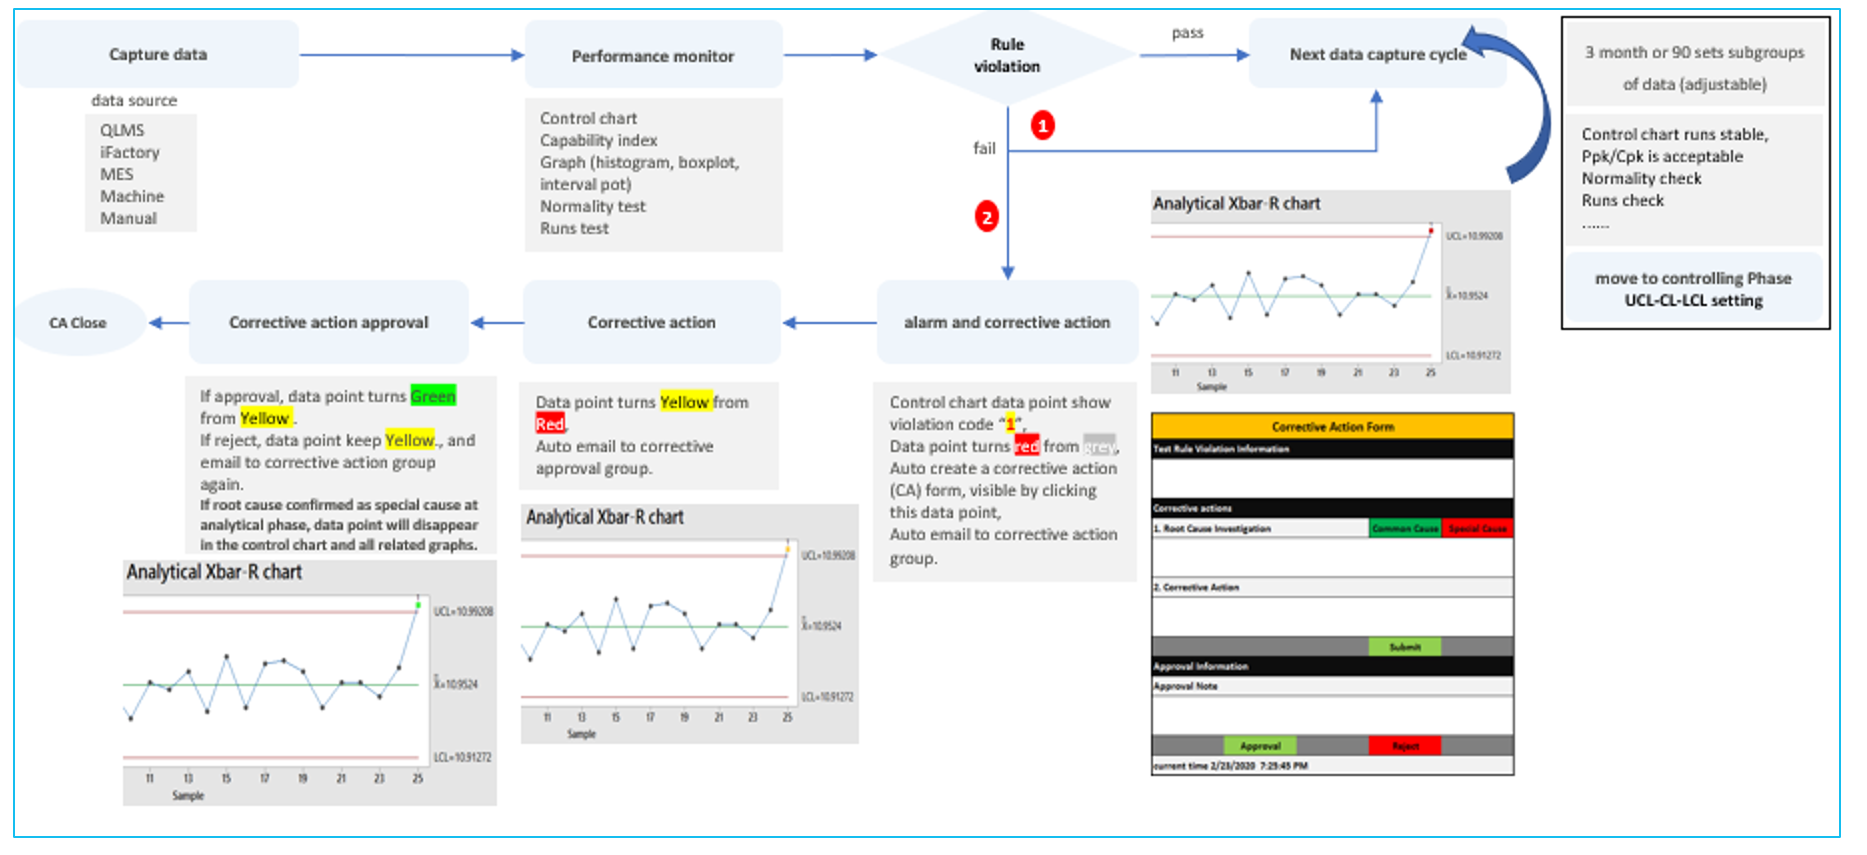 Capture data
Performance monitor
Rule
violation
pass
Next data capture cycle
3 month or 90 sets subgroups
of data (adjustable)
data source
QLMS
iFactory
MES
Machine
Manual
Control chart
Capability index
Graph (histogram, boxplot,
interval pot)
Normality test
Runs test
1
fail
2
Control chart runs stable,
Ppk/Cpk is acceptable
Normality check
Runs check
......
move to controlling Phase
UCL-CL-LCL setting
Analytical Xbar-R chart
UCL=10.99208
X̄=10.9524
LCL=10.91272
11 13 15 17 19 21 23 25
Sample
CA Close
Corrective action approval
Corrective action
alarm and corrective action
If approval, data point turns Green
from Yellow .
If reject, data point keep Yellow., and
email to corrective action group
again.
If root cause confirmed as special cause at
analytical phase, data point will disappear
in the control chart and all related graphs.
Data point turns Yellow from
Red,
Auto email to corrective
approval group.
Control chart data point show
violation code “1”,
Data point turns red from grey,
Auto create a corrective action
(CA) form, visible by clicking
this data point,
Auto email to corrective action
group.
Analytical Xbar-R chart
UCL=10.99208
X̄=10.9524
LCL=10.91272
11 13 15 17 19 21 23 25
Sample
Analytical Xbar-R chart
UCL=10.99208
X̄=10.9524
LCL=10.91272
11 13 15 17 19 21 23 25
Sample
Corrective Action Form
Test Rule Violation Information
Corrective actions
1. Root Cause Investigation Common Cause Special Cause
2. Corrective Action
Submit
Approval Information
Approval Note
Approval Reject
current time 2/23/2020 7:25:45 PM